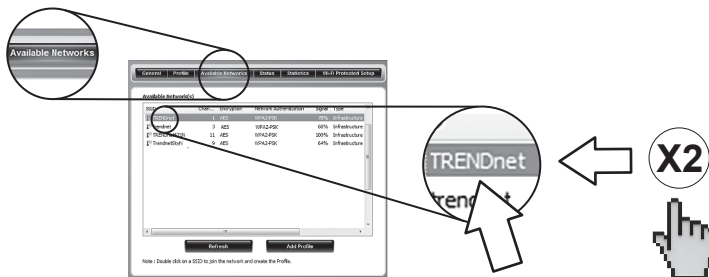 Available Networks
General Profile Available Networks Status Statistics Wi-Fi Protected Setup
Available Network(s)
SSID Chan... Encryption Network Authentication Signal Type
TRENDnet 1 AES WPA2-PSK 78% Infrastructure
trendnet 3 AES WPA2-PSK 68% Infrastructure
11 AES WPA2-PSK 100% Infrastructure
9 AES WPA2-PSK 64% Infrastructure
Refresh Add Profile
Note : Double click on a SSID to join the network and create the Profile.
TRENDnet
X2